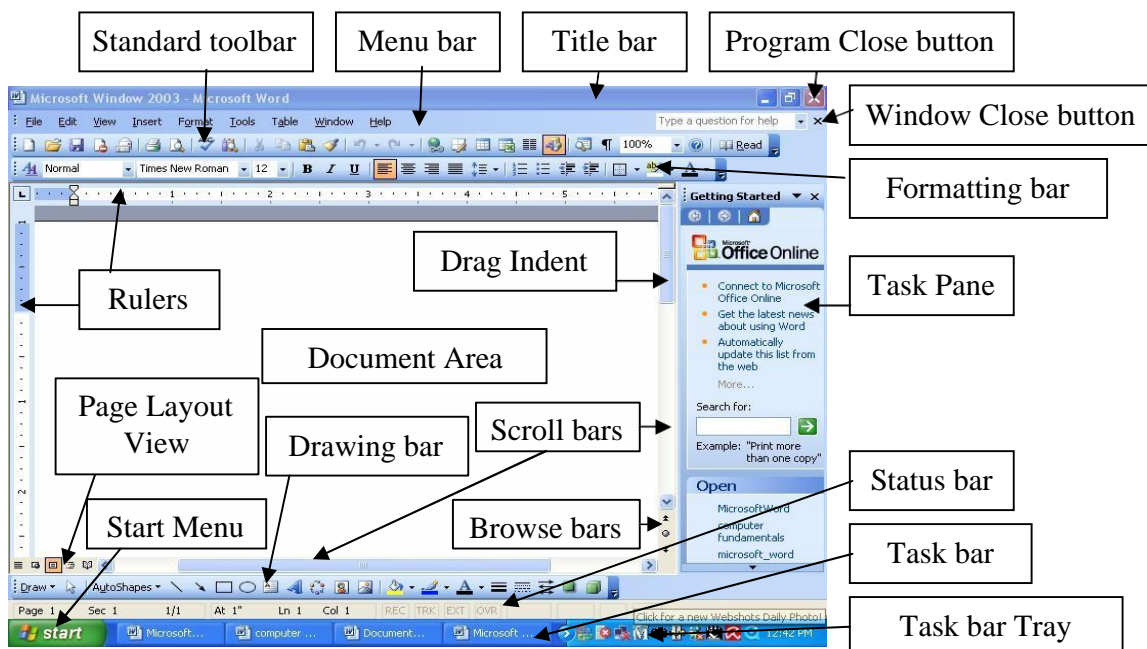 Standard toolbar
Menu bar
Title bar
Program Close button
Microsoft Window 2003 - Microsoft Word
File Edit View Insert Format Tools Table Window Help
Type a question for help
Window Close button
100%
Read
Normal
Times New Roman
12
B I U
A
Formatting bar
1 2 3 4 5
Getting Started
Microsoft
Office Online
Drag Indent
Rulers
Task Pane
Connect to Microsoft
Office Online
Get the latest news
about using Word
Automatically
update this list from
the web
More...
Document Area
Search for:
Example: "Print more
than one copy"
Page Layout
View
Drawing bar
Scroll bars
Status bar
Open
MicrosoftWord
computer
fundamentals
microsoft_word
Start Menu
Browse bars
Task bar
Draw AutoShapes
Page 1 Sec 1 1/1 At 1" Ln 1 Col 1 REC TRK EXT OVR
Click for a new Webshots Daily Photo!
start
Microsoft...
computer ...
Document...
Microsoft ...
12:42 PM
Task bar Tray